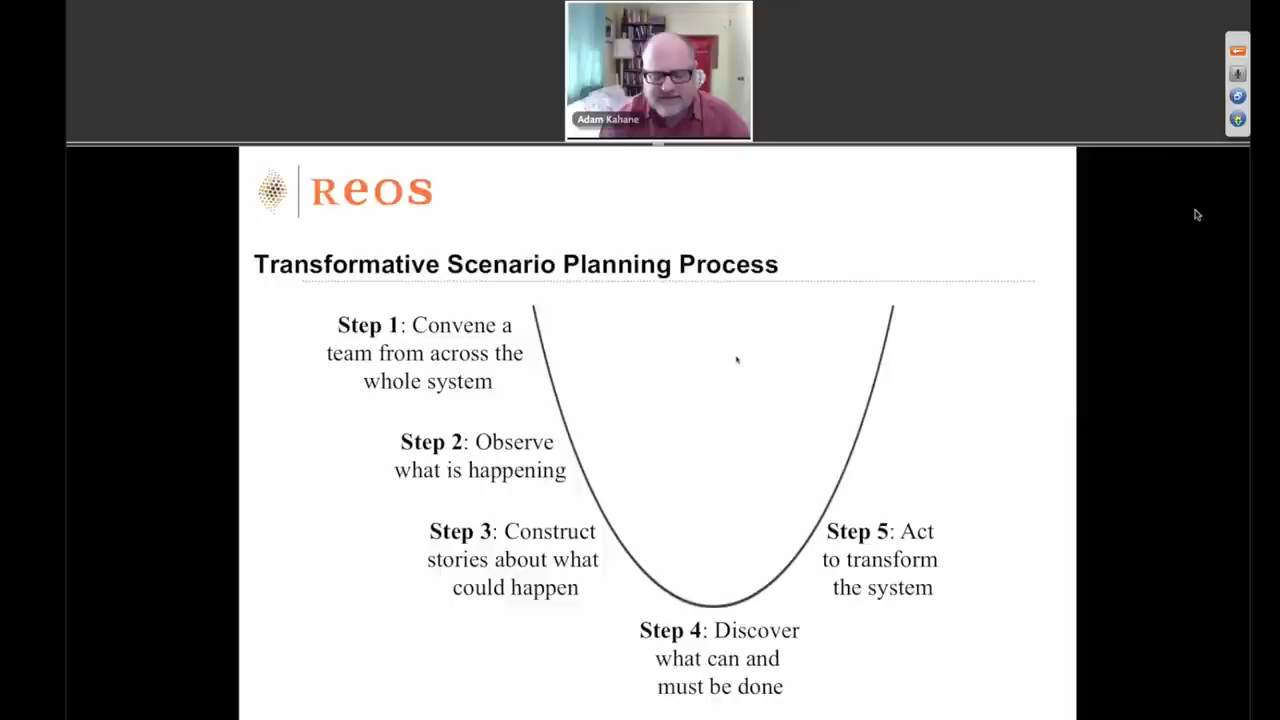 Adam Kahane
Reos
Transformative Scenario Planning Process
Step 1: Convene a
team from across the
whole system
Step 2: Observe
what is happening
Step 3: Construct
stories about what
could happen
Step 4: Discover
what can and
must be done
Step 5: Act
to transform
the system